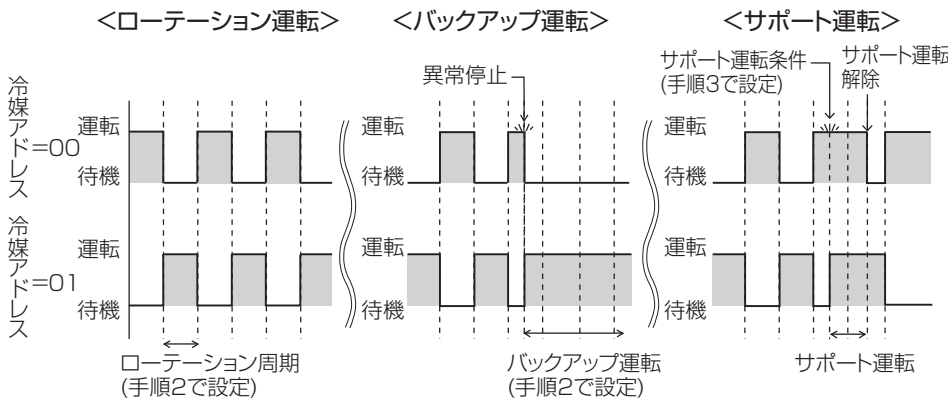 <ローテーション運転>
<バックアップ運転>
<サポート運転>
異常停止
サポート運転条件
(手順3で設定)
サポート運転
解除
冷媒アドレス=00
運転
待機
運転
待機
運転
待機
冷媒アドレス=01
運転
待機
運転
待機
運転
待機
ローテーション周期
(手順2で設定)
バックアップ運転
(手順2で設定)
サポート運転